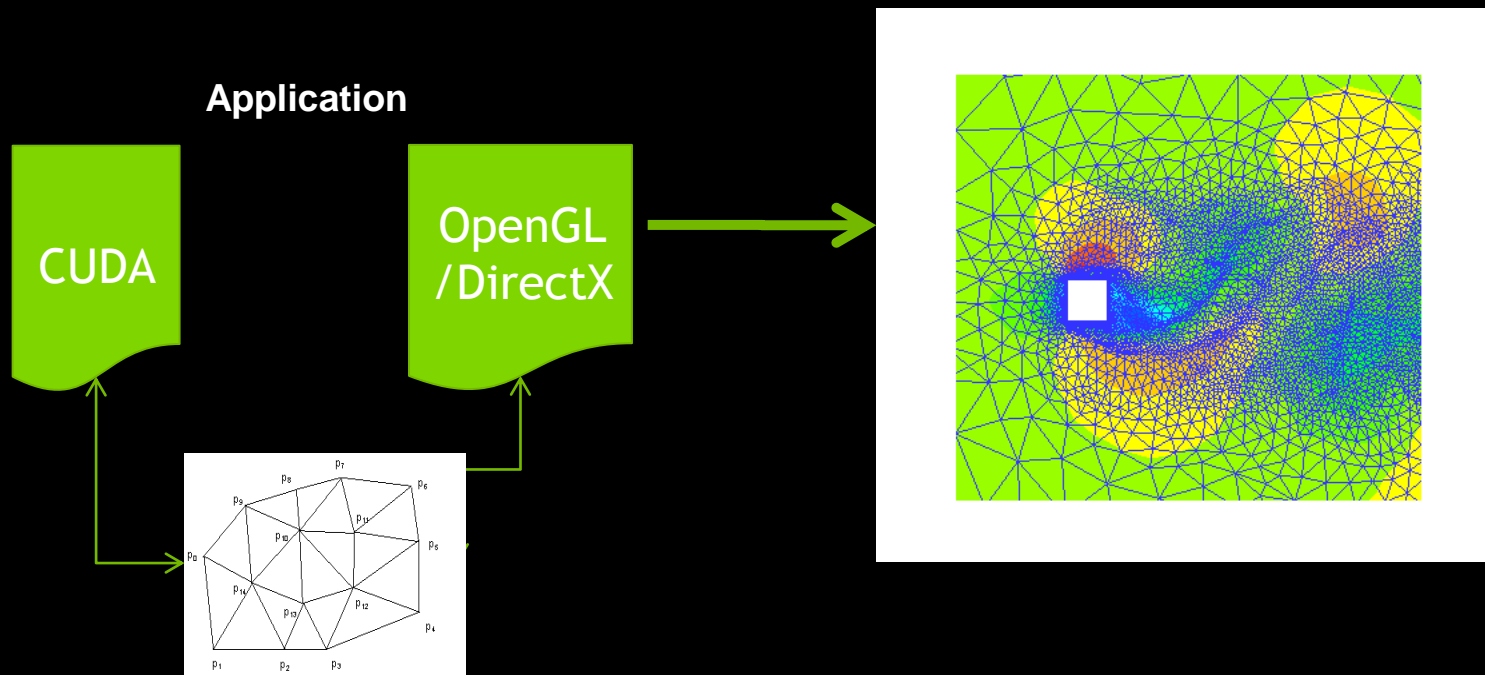 Application
CUDA
OpenGL
/DirectX
p₇
p₈
p₆
p₉
p₁₁
p₁₀
p₅
p₀
p₁₄
p₁₃
p₁₂
p₄
p₁
p₂
p₃